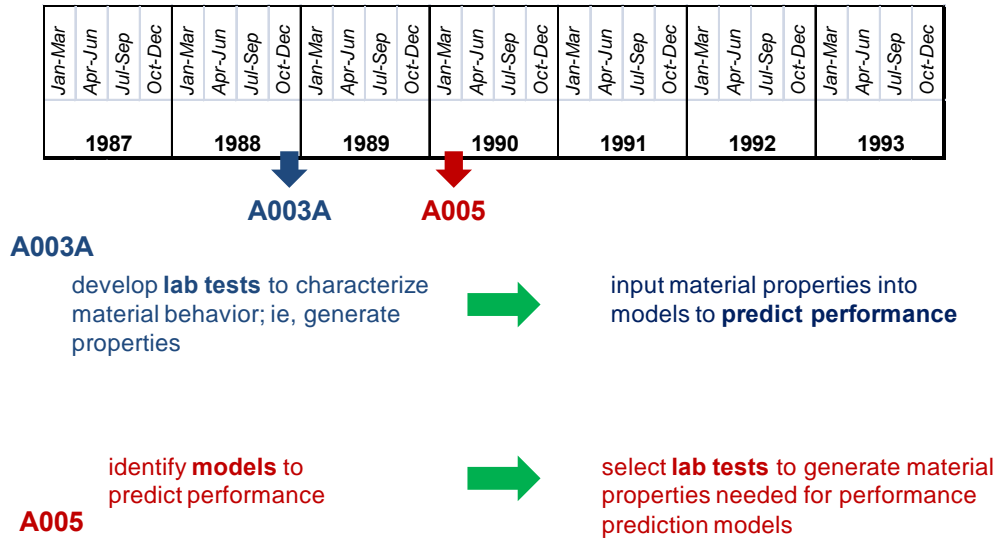 Jan-Mar Apr-Jun Jul-Sep Oct-Dec Jan-Mar Apr-Jun Jul-Sep Oct-Dec Jan-Mar Apr-Jun Jul-Sep Oct-Dec Jan-Mar Apr-Jun Jul-Sep Oct-Dec Jan-Mar Apr-Jun Jul-Sep Oct-Dec Jan-Mar Apr-Jun Jul-Sep Oct-Dec Jan-Mar Apr-Jun Jul-Sep Oct-Dec
1987 1988 1989 1990 1991 1992 1993
A003A A005
A003A
develop lab tests to characterize
material behavior; ie, generate
properties
input material properties into
models to predict performance
identify models to
predict performance
select lab tests to generate material
properties needed for performance
prediction models
A005